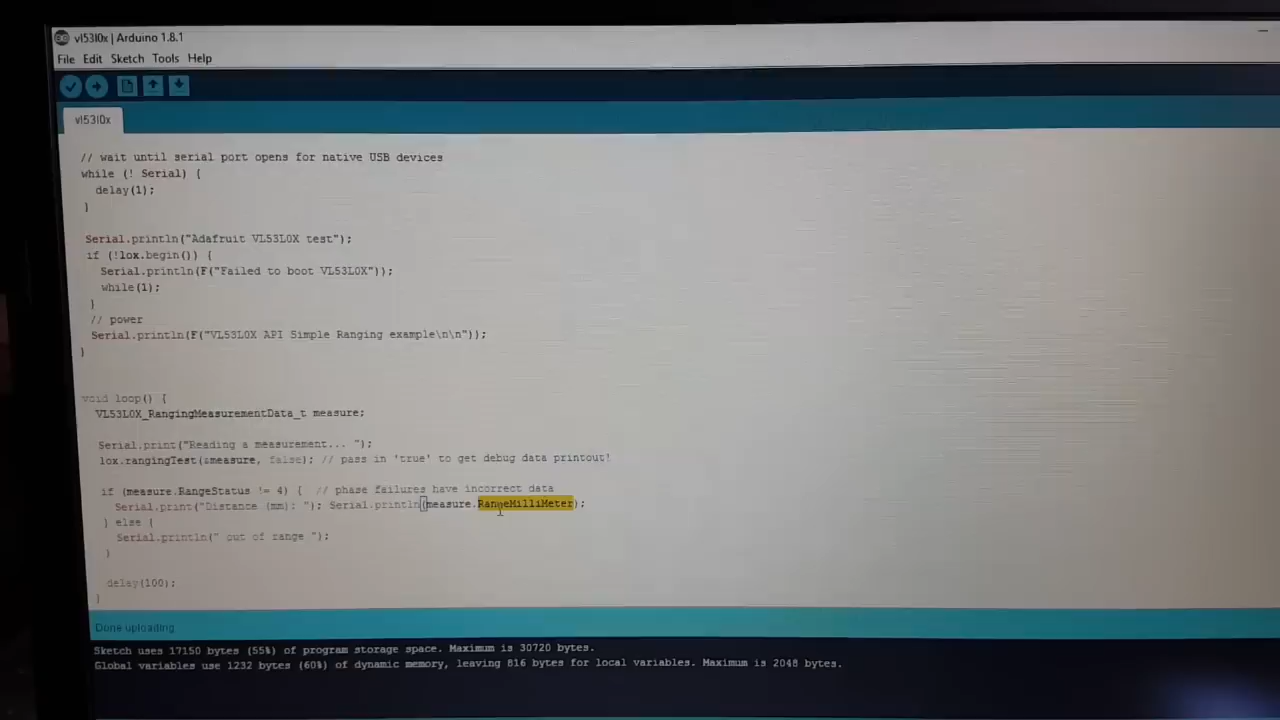 vl53l0x | Arduino 1.8.1
File Edit Sketch Tools Help
vl53l0x
// wait until serial port opens for native USB devices
while (! Serial) {
delay(1);
}
Serial.println("Adafruit VL53L0X test");
if (!lox.begin()) {
Serial.println(F("Failed to boot VL53L0X"));
while(1);
}
// power
Serial.println(F("VL53L0X API Simple Ranging example\n\n"));
}
void loop() {
VL53L0X_RangingMeasurementData_t measure;
Serial.print("Reading a measurement... ");
lox.rangingTest(&measure, false); // pass in 'true' to get debug data printout!
if (measure.RangeStatus != 4) {  // phase failures have incorrect data
Serial.print("Distance (mm): "); Serial.println(measure.RangeMilliMeter);
} else {
Serial.println(" out of range ");
}
delay(100);
}
Done uploading.
Sketch uses 17150 bytes (55%) of program storage space. Maximum is 30720 bytes.
Global variables use 1232 bytes (60%) of dynamic memory, leaving 816 bytes for local variables. Maximum is 2048 bytes.